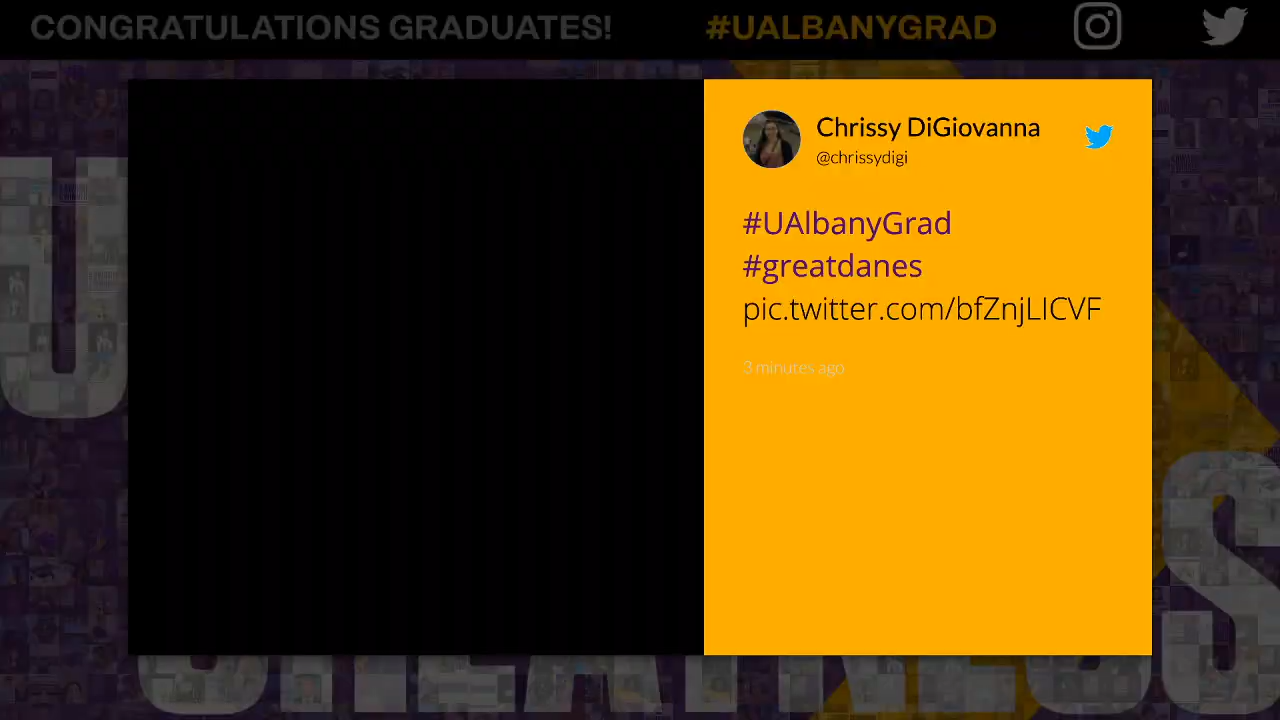 CONGRATULATIONS GRADUATES! #UALBANYGRAD
Chrissy DiGiovanna
@chrissydigi
#UAlbanyGrad
#greatdanes
pic.twitter.com/bfZnjLICVF
3 minutes ago